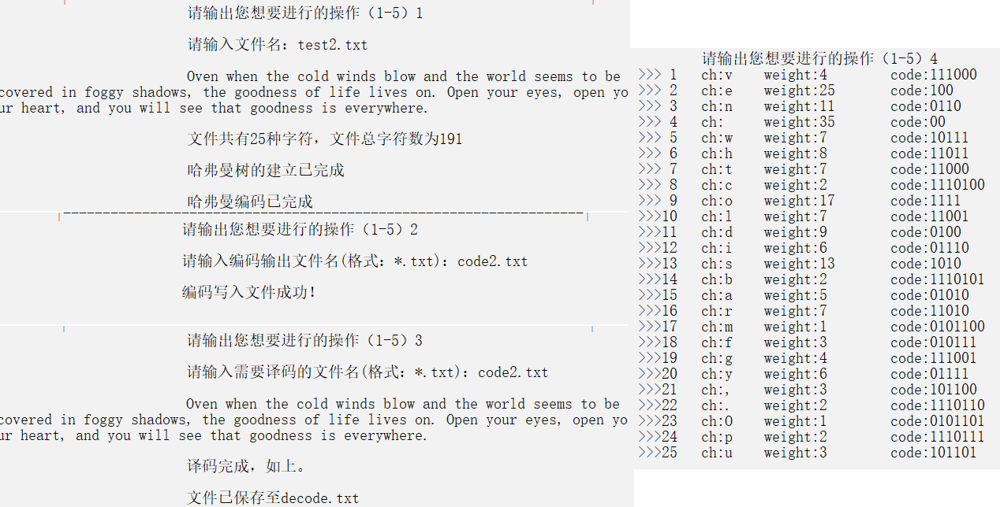 请输出您想要进行的操作（1-5）1
请输入文件名：test2.txt
Oven when the cold winds blow and the world seems to be
covered in foggy shadows, the goodness of life lives on. Open your eyes, open yo
ur heart, and you will see that goodness is everywhere.
文件共有25种字符，文件总字符数为191
哈弗曼树的建立已完成
哈弗曼编码已完成
请输出您想要进行的操作（1-5）2
请输入编码输出文件名(格式：*.txt)：code2.txt
编码写入文件成功！
请输出您想要进行的操作（1-5）3
请输入需要译码的文件名(格式：*.txt)：code2.txt
Oven when the cold winds blow and the world seems to be
covered in foggy shadows, the goodness of life lives on. Open your eyes, open yo
ur heart, and you will see that goodness is everywhere.
译码完成，如上。
文件已保存至decode.txt
请输出您想要进行的操作（1-5）4
>>> 1 ch:v weight:4 code:111000
>>> 2 ch:e weight:25 code:100
>>> 3 ch:n weight:11 code:0110
>>> 4 ch:  weight:35 code:00
>>> 5 ch:w weight:7 code:10111
>>> 6 ch:h weight:8 code:11011
>>> 7 ch:t weight:7 code:11000
>>> 8 ch:c weight:2 code:1110100
>>> 9 ch:o weight:17 code:1111
>>>10 ch:l weight:7 code:11001
>>>11 ch:d weight:9 code:0100
>>>12 ch:i weight:6 code:01110
>>>13 ch:s weight:13 code:1010
>>>14 ch:b weight:2 code:1110101
>>>15 ch:a weight:5 code:01010
>>>16 ch:r weight:7 code:11010
>>>17 ch:m weight:1 code:0101100
>>>18 ch:f weight:3 code:010111
>>>19 ch:g weight:4 code:111001
>>>20 ch:y weight:6 code:01111
>>>21 ch:, weight:3 code:101100
>>>22 ch:. weight:2 code:1110110
>>>23 ch:O weight:1 code:0101101
>>>24 ch:p weight:2 code:1110111
>>>25 ch:u weight:3 code:101101